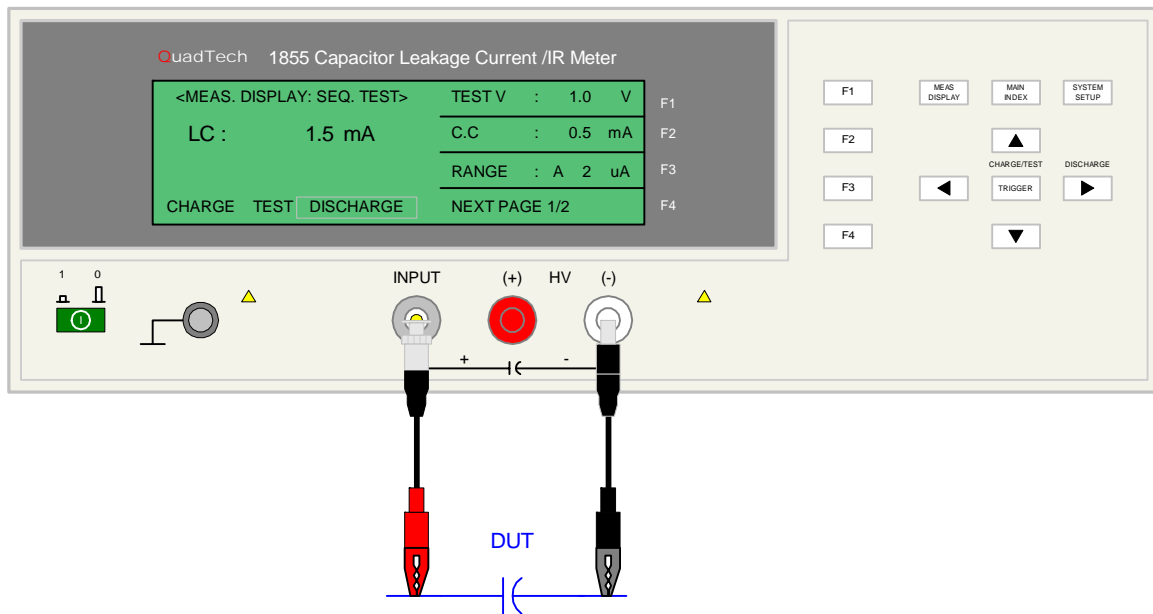 QuadTech 1855 Capacitor Leakage Current /IR Meter
<MEAS. DISPLAY: SEQ. TEST>
LC : 1.5 mA
CHARGE TEST DISCHARGE
TEST V : 1.0 V
C.C : 0.5 mA
RANGE : A 2 uA
NEXT PAGE 1/2
F1
F2
F3
F4
F1
F2
F3
F4
MEAS
DISPLAY
MAIN
INDEX
SYSTEM
SETUP
CHARGE/TEST
DISCHARGE
TRIGGER
1 0
INPUT (+) HV (-)
+ -
DUT